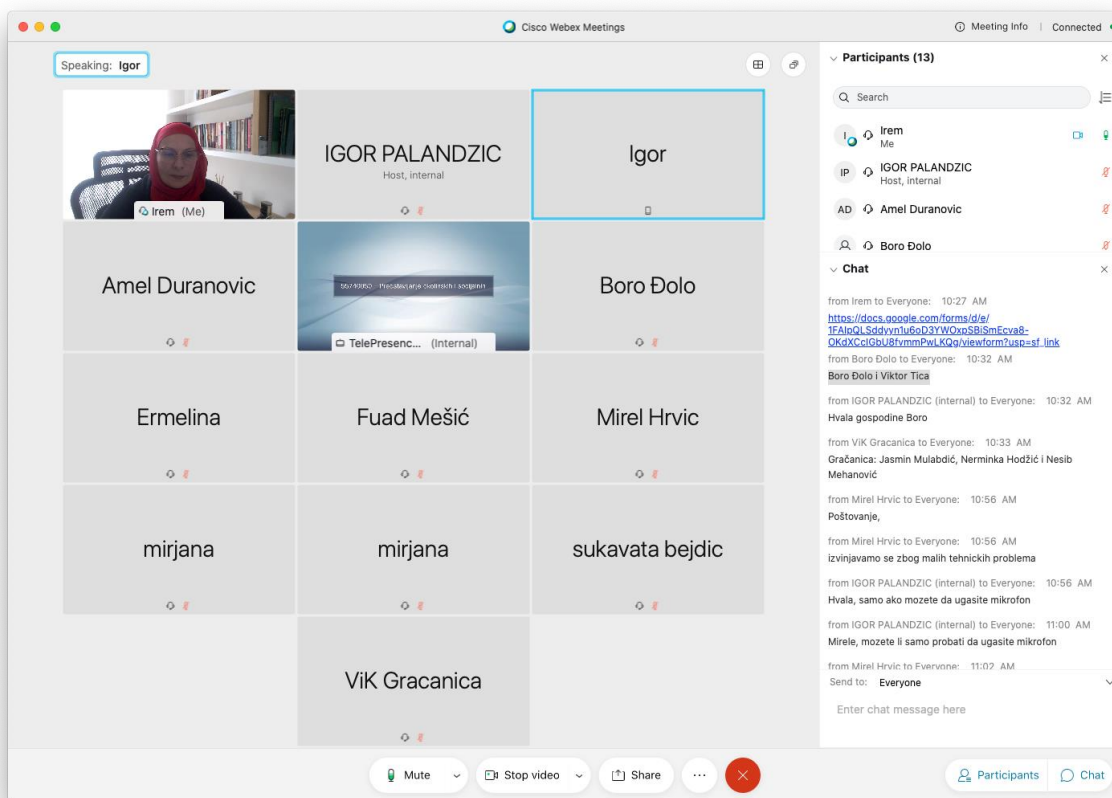 Cisco Webex Meetings
Meeting Info | Connected
Speaking: Igor
Irem (Me)
IGOR PALANDZIC
Host, internal
Igor
Amel Duranovic
TelePresenc... (Internal)
Boro Đolo
Ermelina
Fuad Mešić
Mirel Hrvic
mirjana
mirjana
sukavata bejdic
ViK Gracanica
Participants (13)
Search
Irem
Me
IP
IGOR PALANDZIC
Host, internal
AD
Amel Duranovic
Boro Đolo
Chat
from Irem to Everyone: 10:27 AM
https://docs.google.com/forms/d/e/
1FAIpQLSddyvn1u6oD3YWOxpSBiSmEcva8-
OKdXCcIGbU8fvmmPwLKQg/viewform?usp=sf_link
from Boro Đolo to Everyone: 10:32 AM
Boro Đolo i Viktor Tica
from IGOR PALANDZIC (internal) to Everyone: 10:32 AM
Hvala gospodine Boro
from ViK Gracanica to Everyone: 10:33 AM
Gračanica: Jasmin Mulabdić, Nerminka Hodžić i Nesib
Mehanović
from Mirel Hrvic to Everyone: 10:56 AM
Poštovanje,
from Mirel Hrvic to Everyone: 10:56 AM
izvinjavamo se zbog malih tehnickih problema
from IGOR PALANDZIC (internal) to Everyone: 10:56 AM
Hvala, samo ako mozete da ugasite mikrofon
from IGOR PALANDZIC (internal) to Everyone: 11:00 AM
Mirele, mozete li samo probati da ugasite mikrofon
from Mirel Hrvic to Everyone: 11:02 AM
Send to: Everyone
Enter chat message here
Mute
Stop video
Share
Participants
Chat